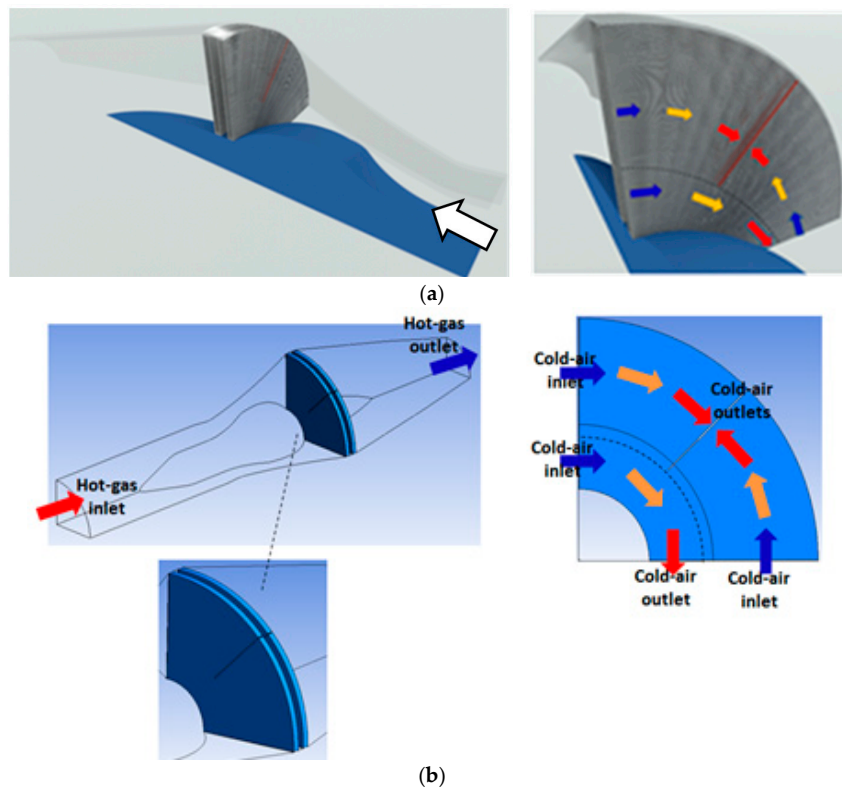 (a)
Hot-gas
outlet
Hot-gas
inlet
Cold-air
inlet
Cold-air
outlets
Cold-air
inlet
Cold-air
outlet
Cold-air
inlet
(b)